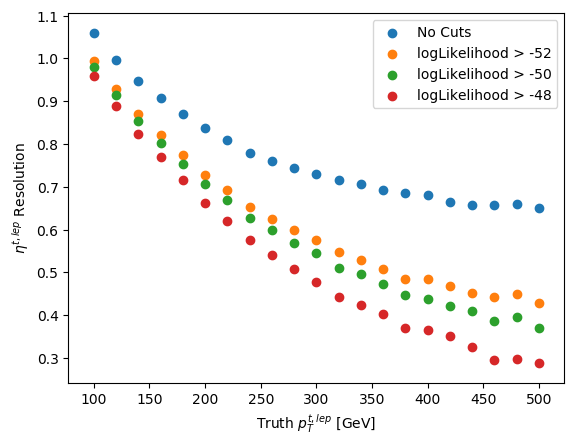 1.1
1.0
0.9
0.8
0.7
0.6
0.5
0.4
0.3
η^{t,lep} Resolution
No Cuts
logLikelihood > -52
logLikelihood > -50
logLikelihood > -48
100 150 200 250 300 350 400 450 500
Truth p_T^{t,lep} [GeV]